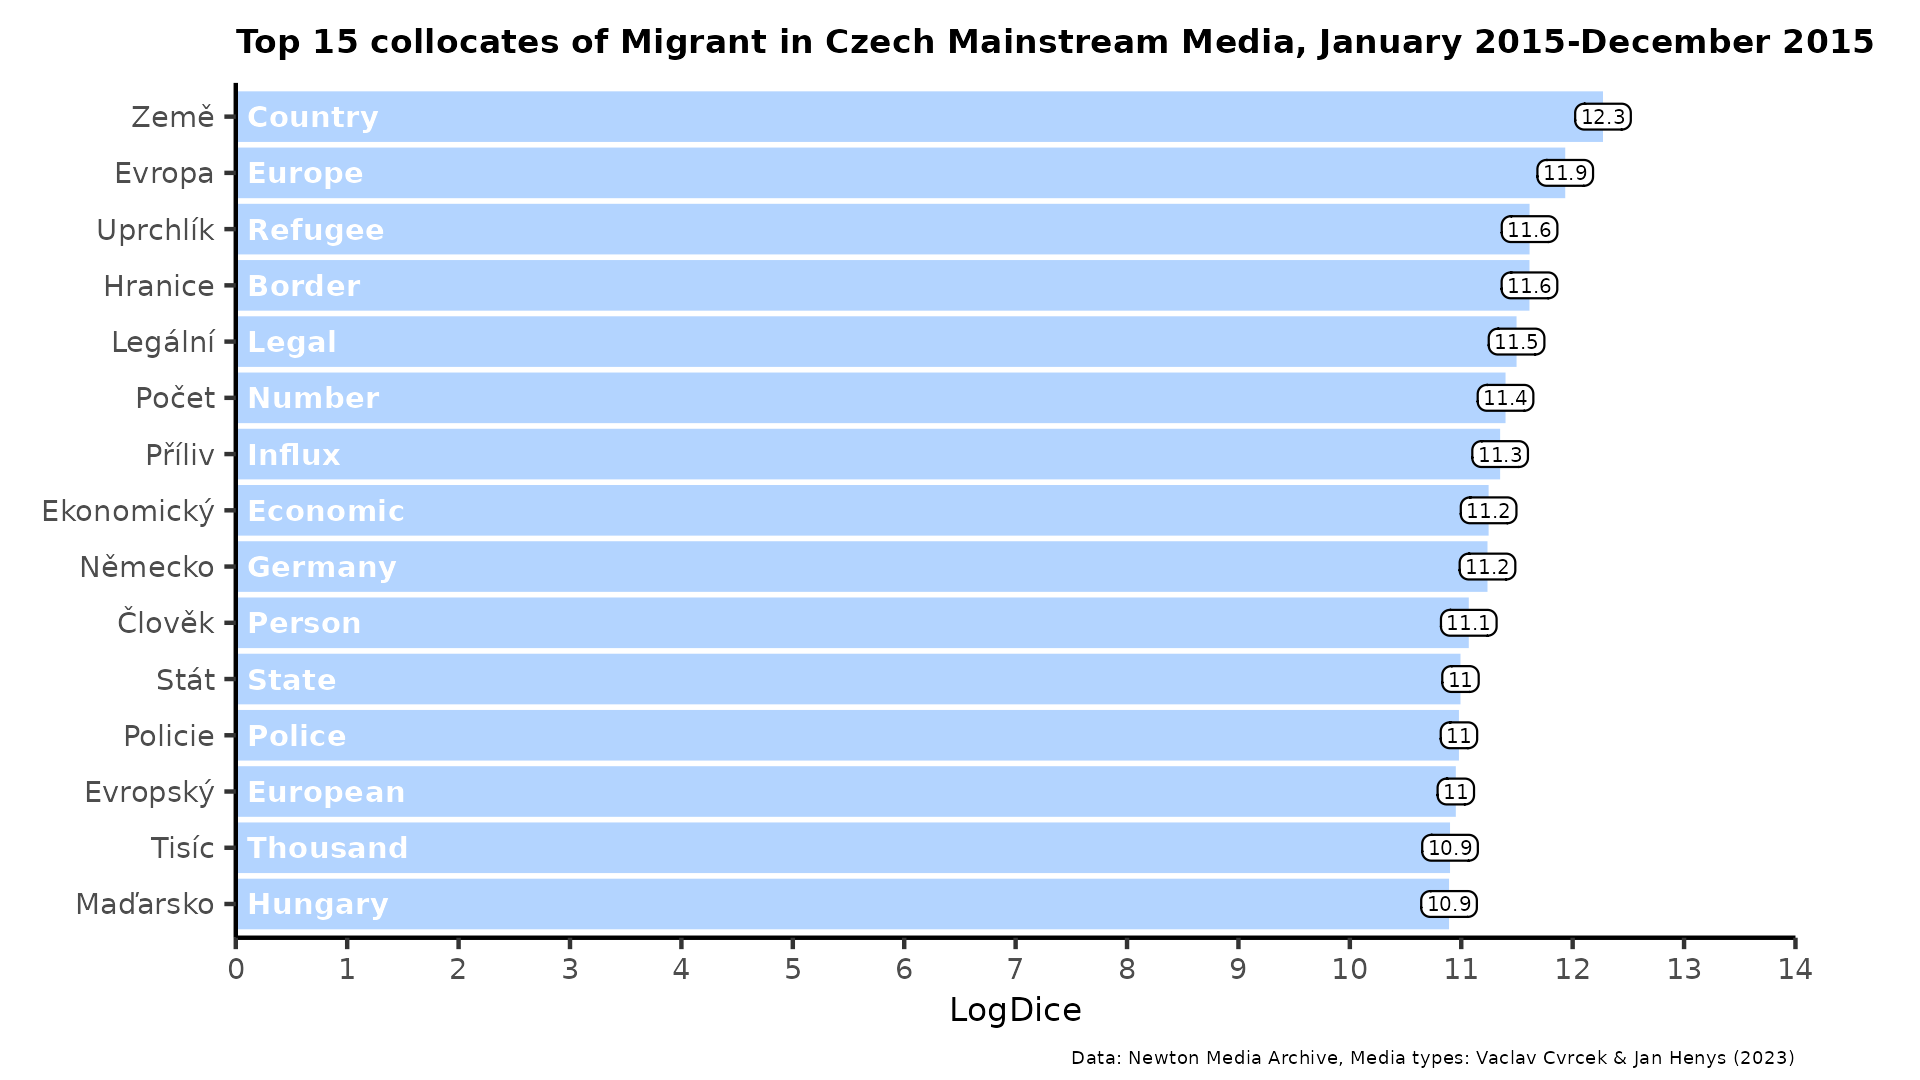 Top 15 collocates of Migrant in Czech Mainstream Media, January 2015-December 2015
Země Country 12.3
Evropa Europe 11.9
Uprchlík Refugee 11.6
Hranice Border 11.6
Legální Legal 11.5
Počet Number 11.4
Příliv Influx 11.3
Ekonomický Economic 11.2
Německo Germany 11.2
Člověk Person 11.1
Stát State 11
Policie Police 11
Evropský European 11
Tisíc Thousand 10.9
Maďarsko Hungary 10.9
0 1 2 3 4 5 6 7 8 9 10 11 12 13 14
LogDice
Data: Newton Media Archive, Media types: Vaclav Cvrcek & Jan Henys (2023)